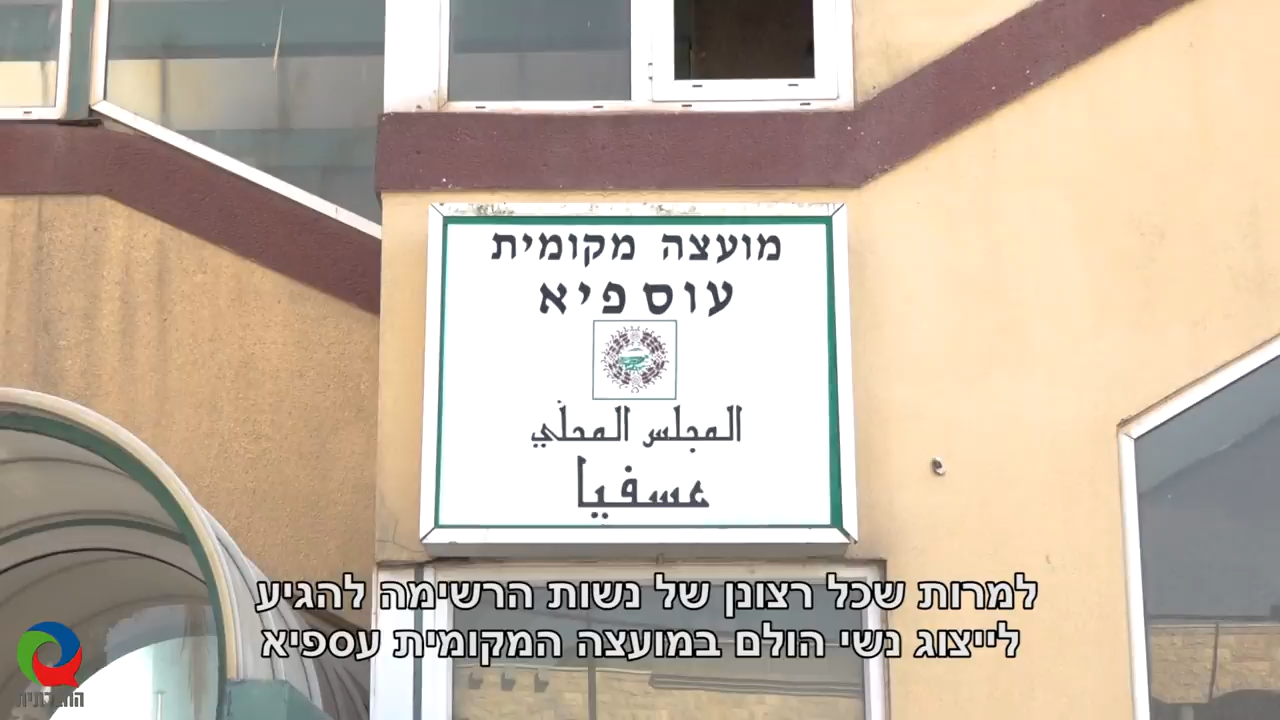 מועצה מקומית
עוספיא
المجلس المحلي
عسفيا
למרות שכל רצונן של נשות הרשימה להגיע
לייצוג נשי הולם במועצה המקומית עספיא